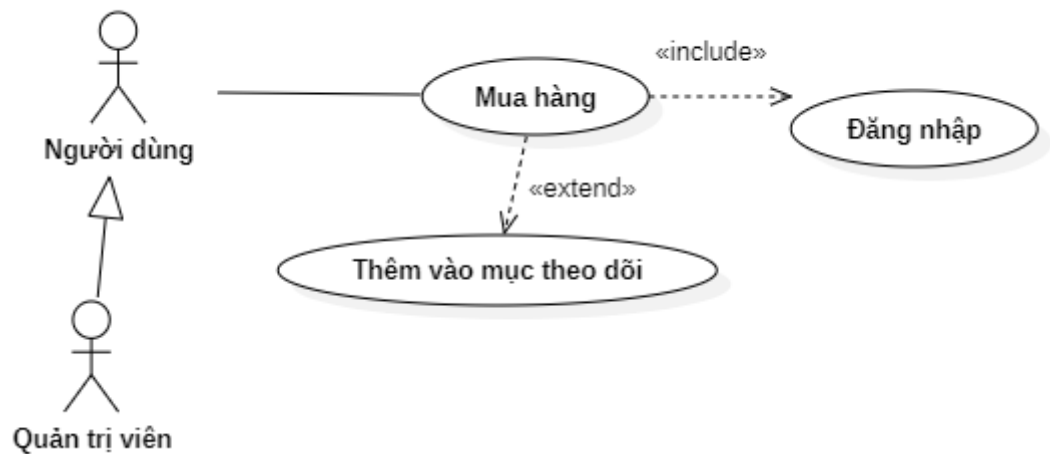 «include»
Mua hàng
Đăng nhập
Người dùng
«extend»
Thêm vào mục theo dõi
Quản trị viên